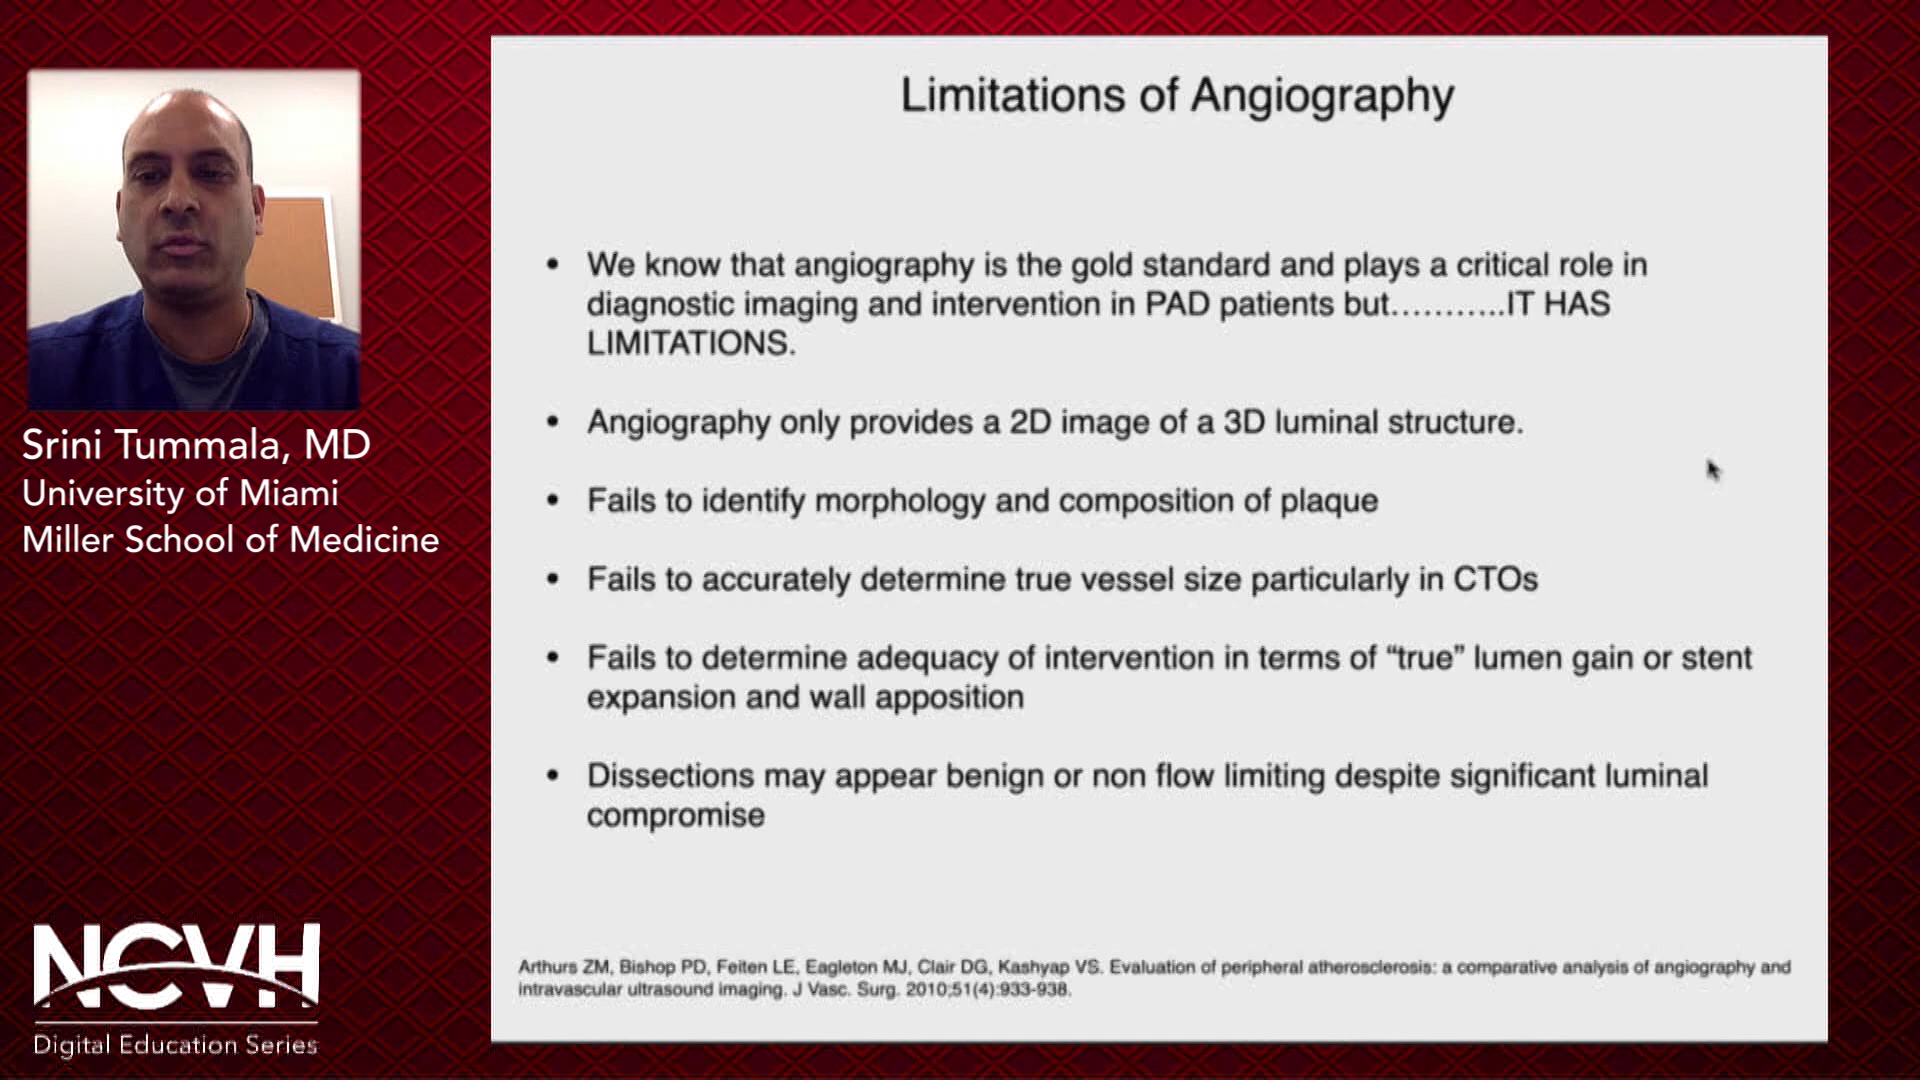 Limitations of Angiography
• We know that angiography is the gold standard and plays a critical role in
diagnostic imaging and intervention in PAD patients but………..IT HAS
LIMITATIONS.
• Angiography only provides a 2D image of a 3D luminal structure.
• Fails to identify morphology and composition of plaque
• Fails to accurately determine true vessel size particularly in CTOs
• Fails to determine adequacy of intervention in terms of “true” lumen gain or stent
expansion and wall apposition
• Dissections may appear benign or non flow limiting despite significant luminal
compromise
Arthurs ZM, Bishop PD, Feiten LE, Eagleton MJ, Clair DG, Kashyap VS. Evaluation of peripheral atherosclerosis: a comparative analysis of angiography and
intravascular ultrasound imaging. J Vasc. Surg. 2010;51(4):933-938.
Srini Tummala, MD
University of Miami
Miller School of Medicine
NCVH
Digital Education Series